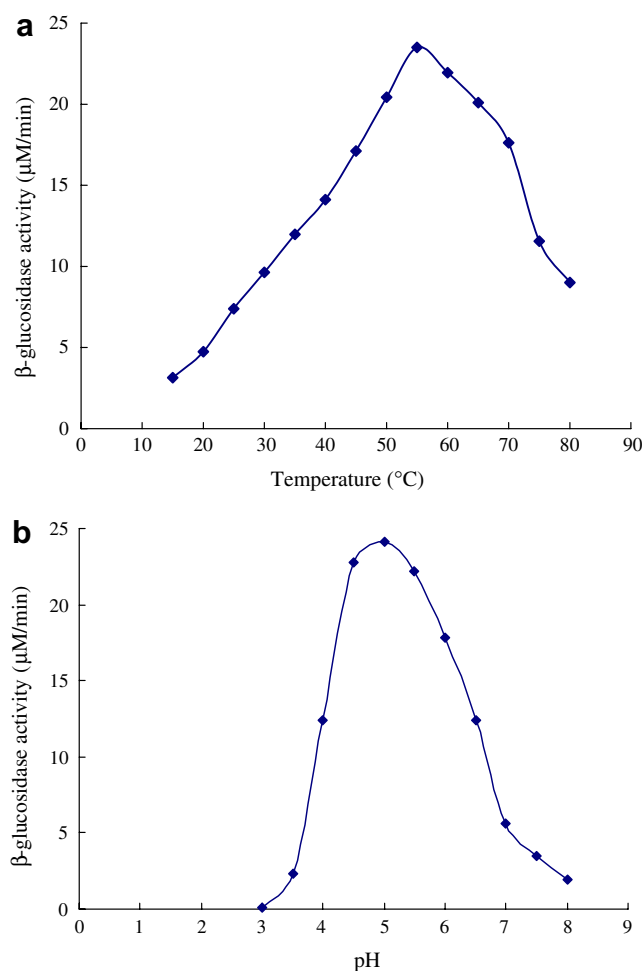 a
25
20
15
10
5
0
β-glucosidase activity (µM/min)
0 10 20 30 40 50 60 70 80 90
Temperature (°C)
b
25
20
15
10
5
0
β-glucosidase activity (µM/min)
0 1 2 3 4 5 6 7 8 9
pH